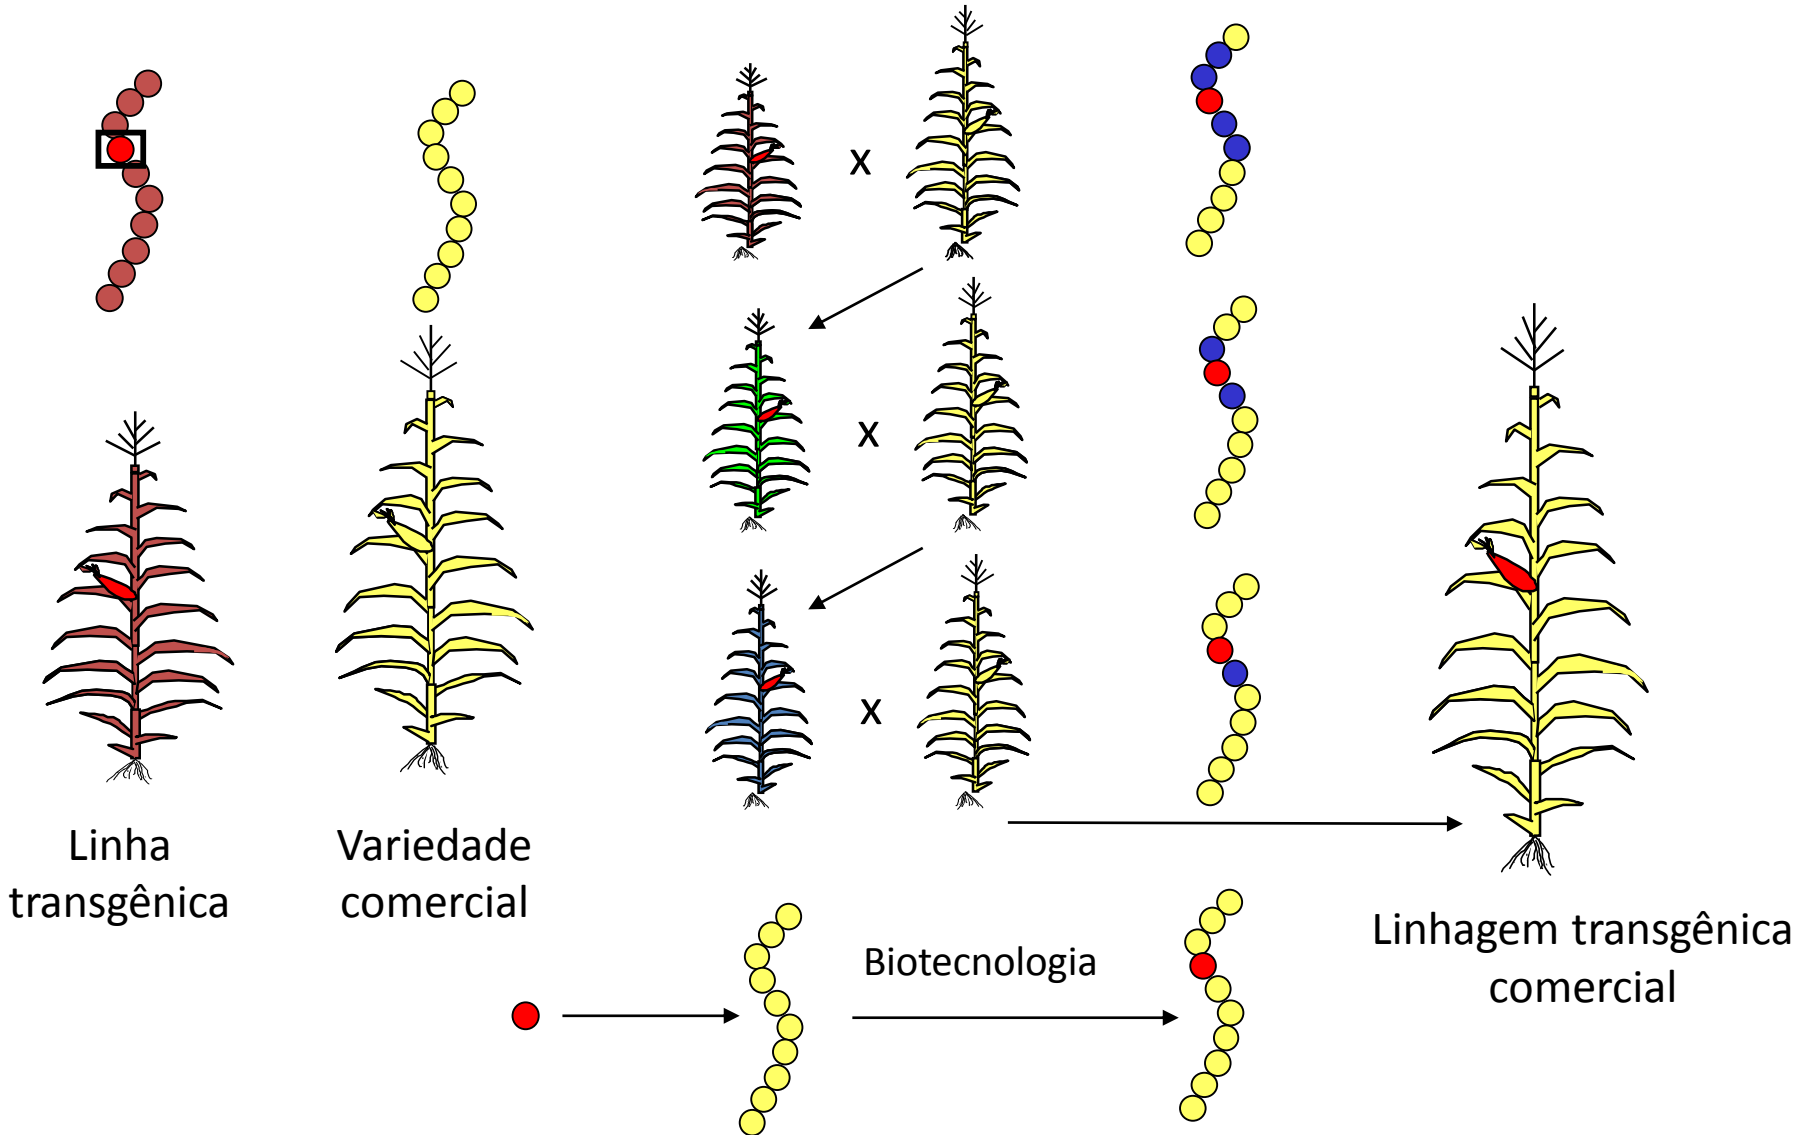 X
X
X
Linha
transgênica
Variedade
comercial
Biotecnologia
Linhagem transgênica
comercial